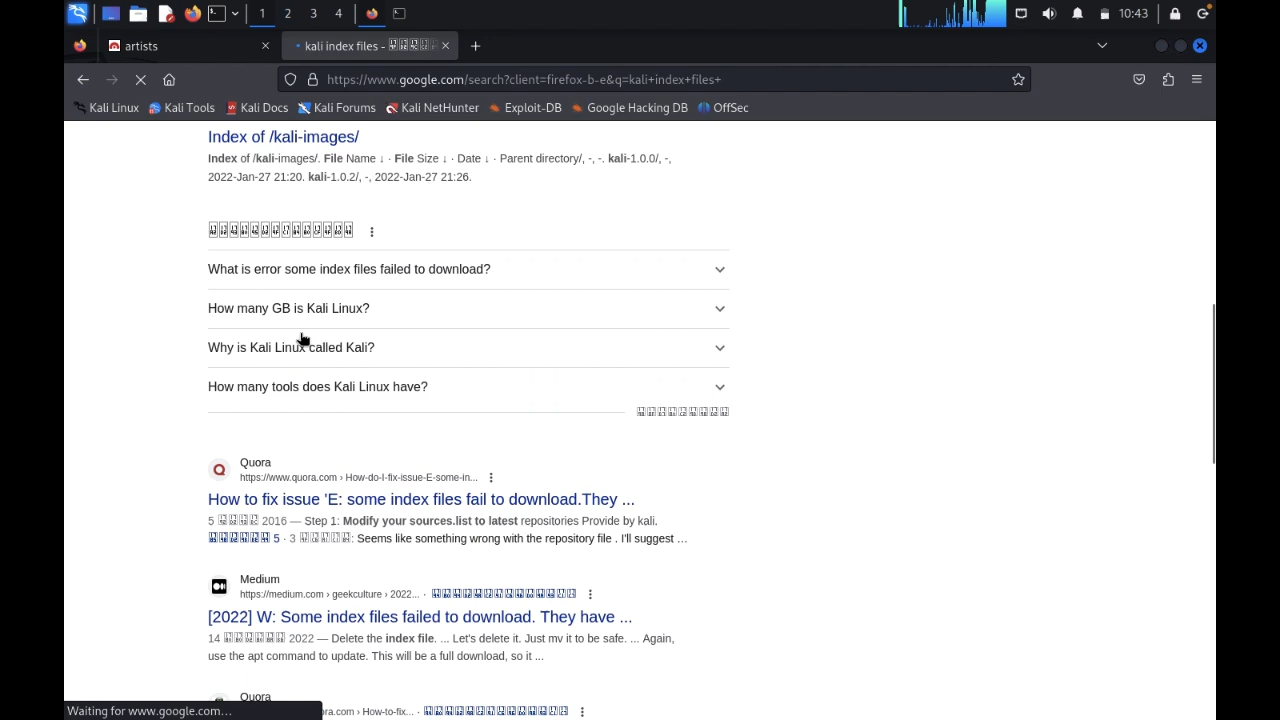 1 2 3 4 10:43
artists kali index files -
https://www.google.com/search?client=firefox-b-e&q=kali+index+files+
Kali Linux Kali Tools Kali Docs Kali Forums Kali NetHunter Exploit-DB Google Hacking DB OffSec
Index of /kali-images/
Index of /kali-images/. File Name ↓ · File Size ↓ · Date ↓ · Parent directory/, -, -. kali-1.0.0/, -,
2022-Jan-27 21:20. kali-1.0.2/, -, 2022-Jan-27 21:26.
What is error some index files failed to download?
How many GB is Kali Linux?
Why is Kali Linux called Kali?
How many tools does Kali Linux have?
Quora
https://www.quora.com › How-do-I-fix-issue-E-some-in...
How to fix issue 'E: some index files fail to download.They ...
5 2016 — Step 1: Modify your sources.list to latest repositories Provide by kali.
5 · 3 : Seems like something wrong with the repository file . I'll suggest ...
Medium
https://medium.com › geekculture › 2022... ·
[2022] W: Some index files failed to download. They have ...
14 2022 — Delete the index file. ... Let's delete it. Just mv it to be safe. ... Again,
use the apt command to update. This will be a full download, so it ...
Quora
ra.com › How-to-fix... ·
Waiting for www.google.com...